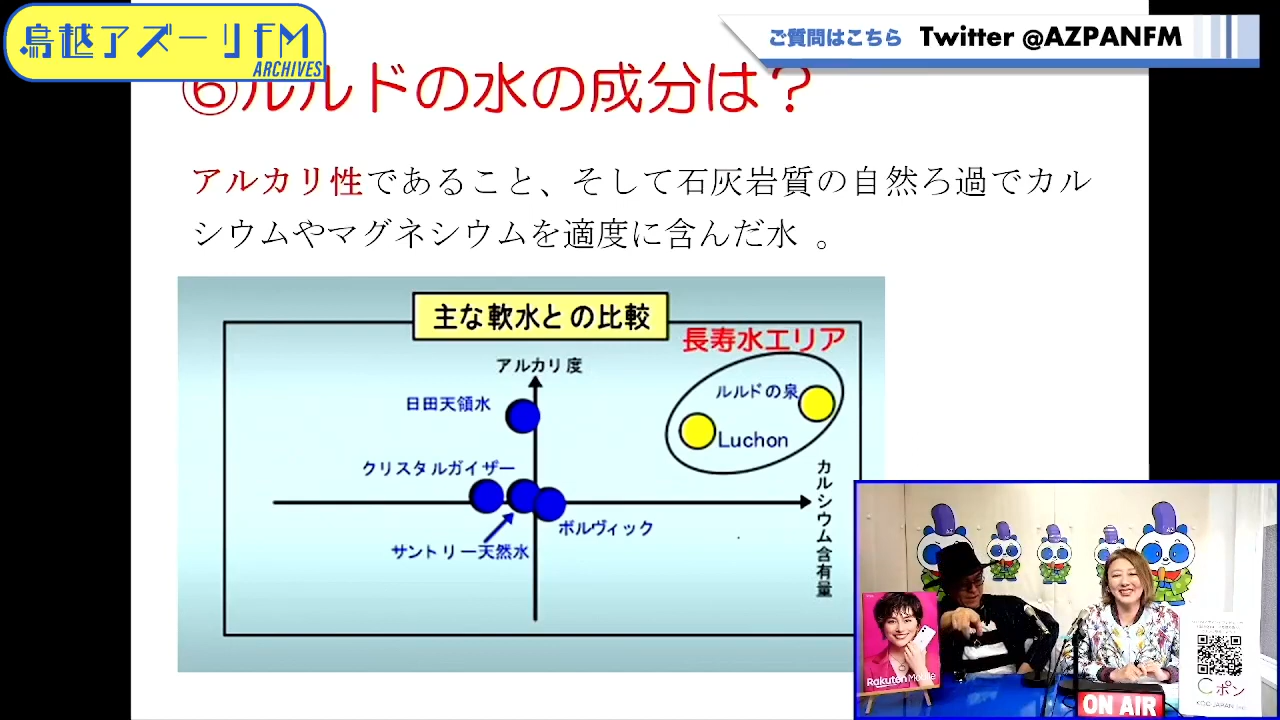 鳥越アズーリFM
ARCHIVES
ご質問はこちら Twitter @AZPANFM
⑥ルルドの水の成分は？
アルカリ性であること、そして石灰岩質の自然ろ過でカル
シウムやマグネシウムを適度に含んだ水 。
主な軟水との比較
長寿水エリア
アルカリ度
日田天領水
ルルドの泉
Luchon
クリスタルガイザー
カルシウム含有量
ボルヴィック
サントリー天然水
Rakuten Mobile
ON AIR
Cポン